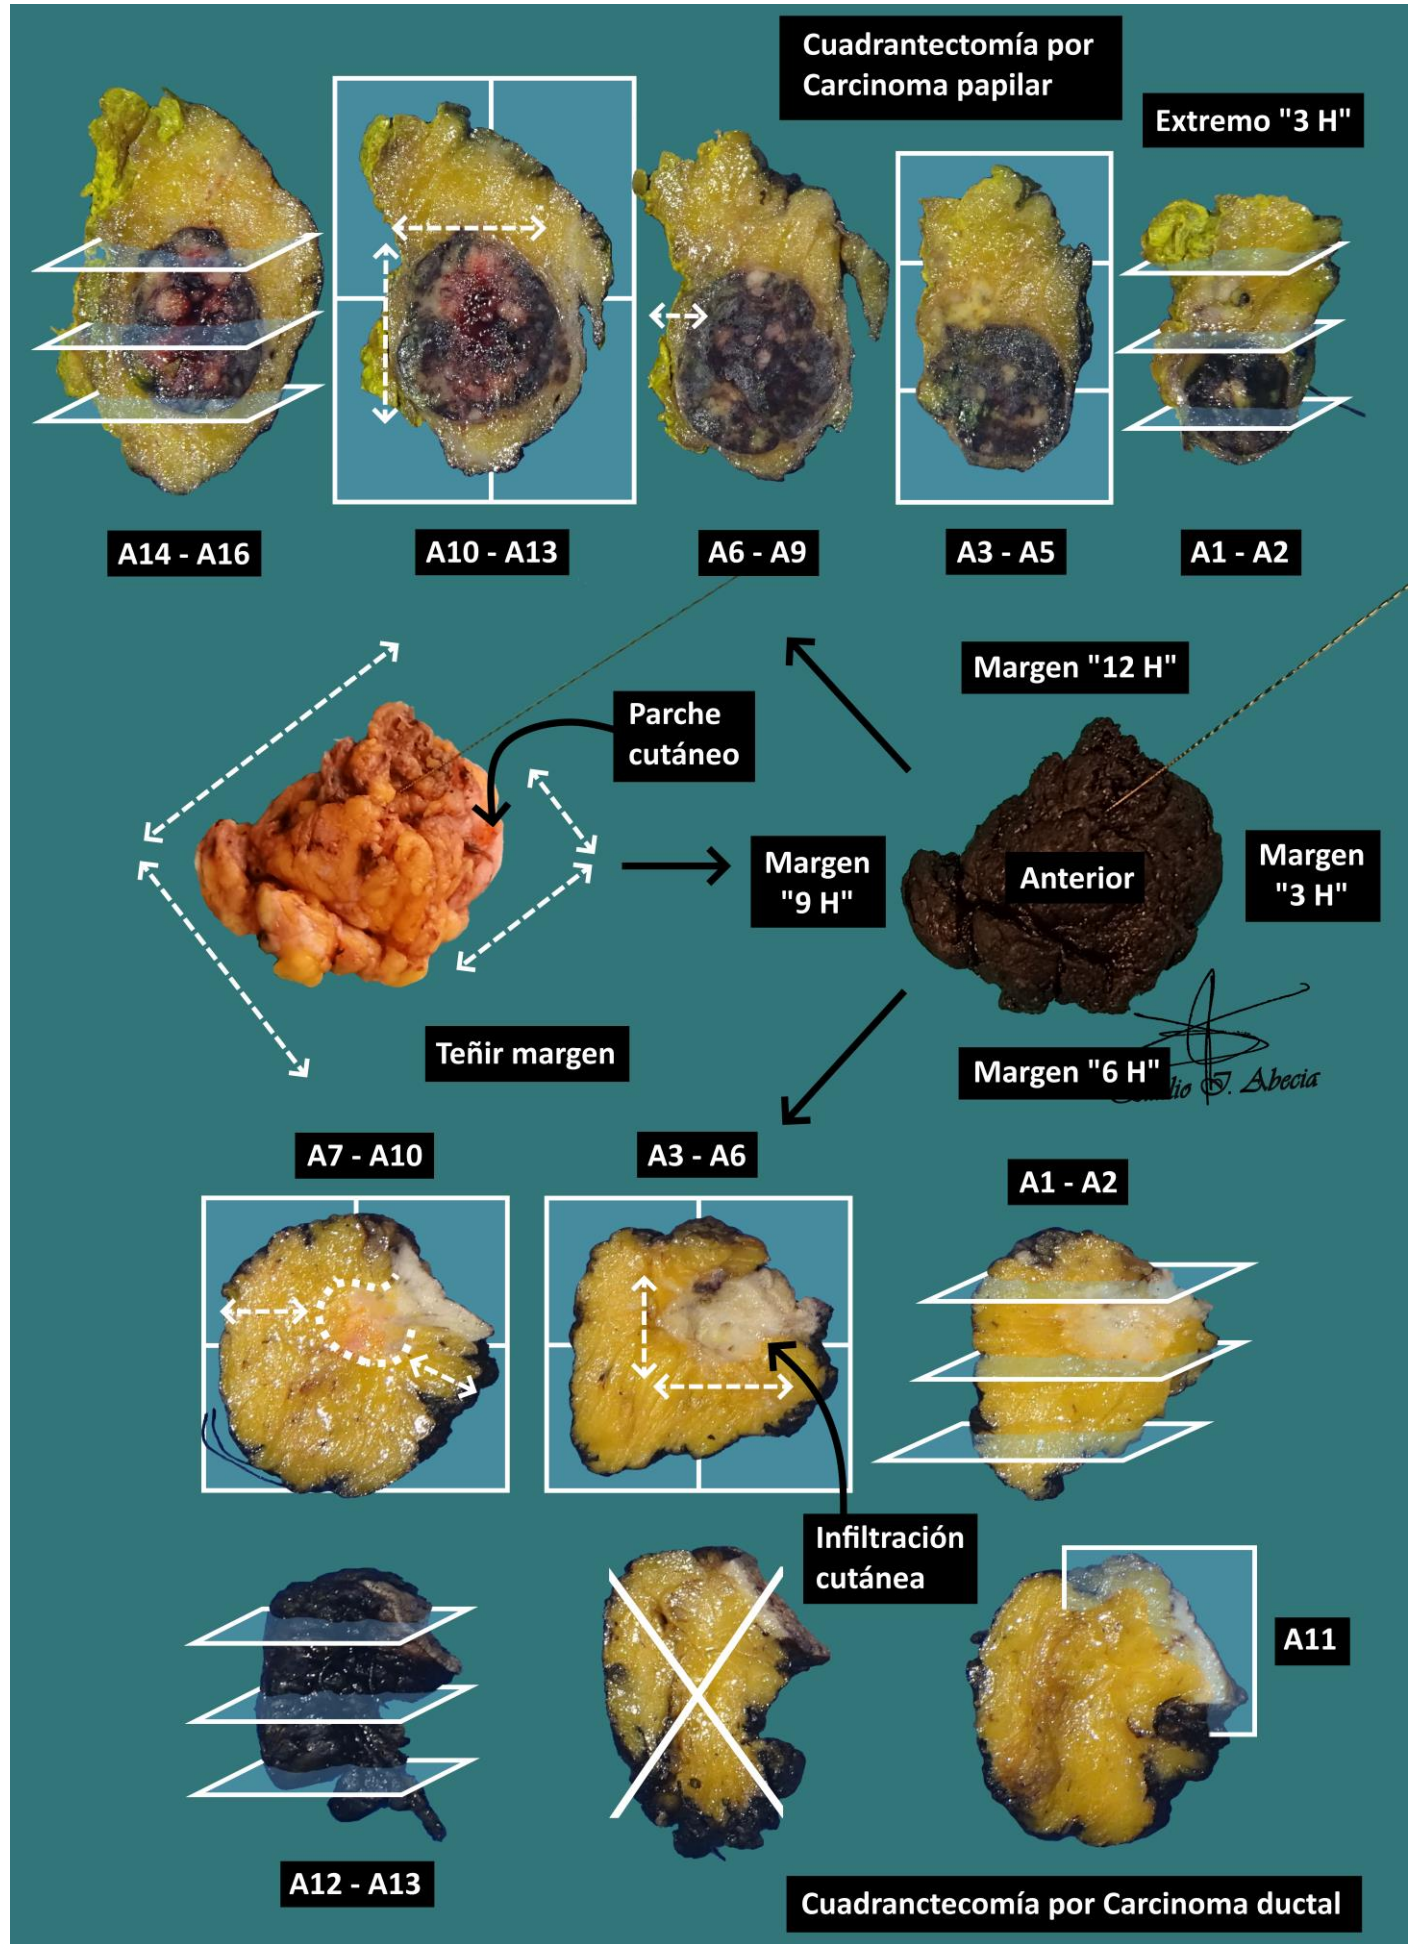 Cuadrantectomía por
Carcinoma papilar
Extremo "3 H"
A14 - A16
A10 - A13
A6 - A9
A3 - A5
A1 - A2
Margen "12 H"
Parche
cutáneo
Margen
"9 H"
Anterior
Margen
"3 H"
Teñir margen
Margen "6 H"
J. Abecia
A7 - A10
A3 - A6
A1 - A2
Infiltración
cutánea
A11
A12 - A13
Cuadranctecomía por Carcinoma ductal